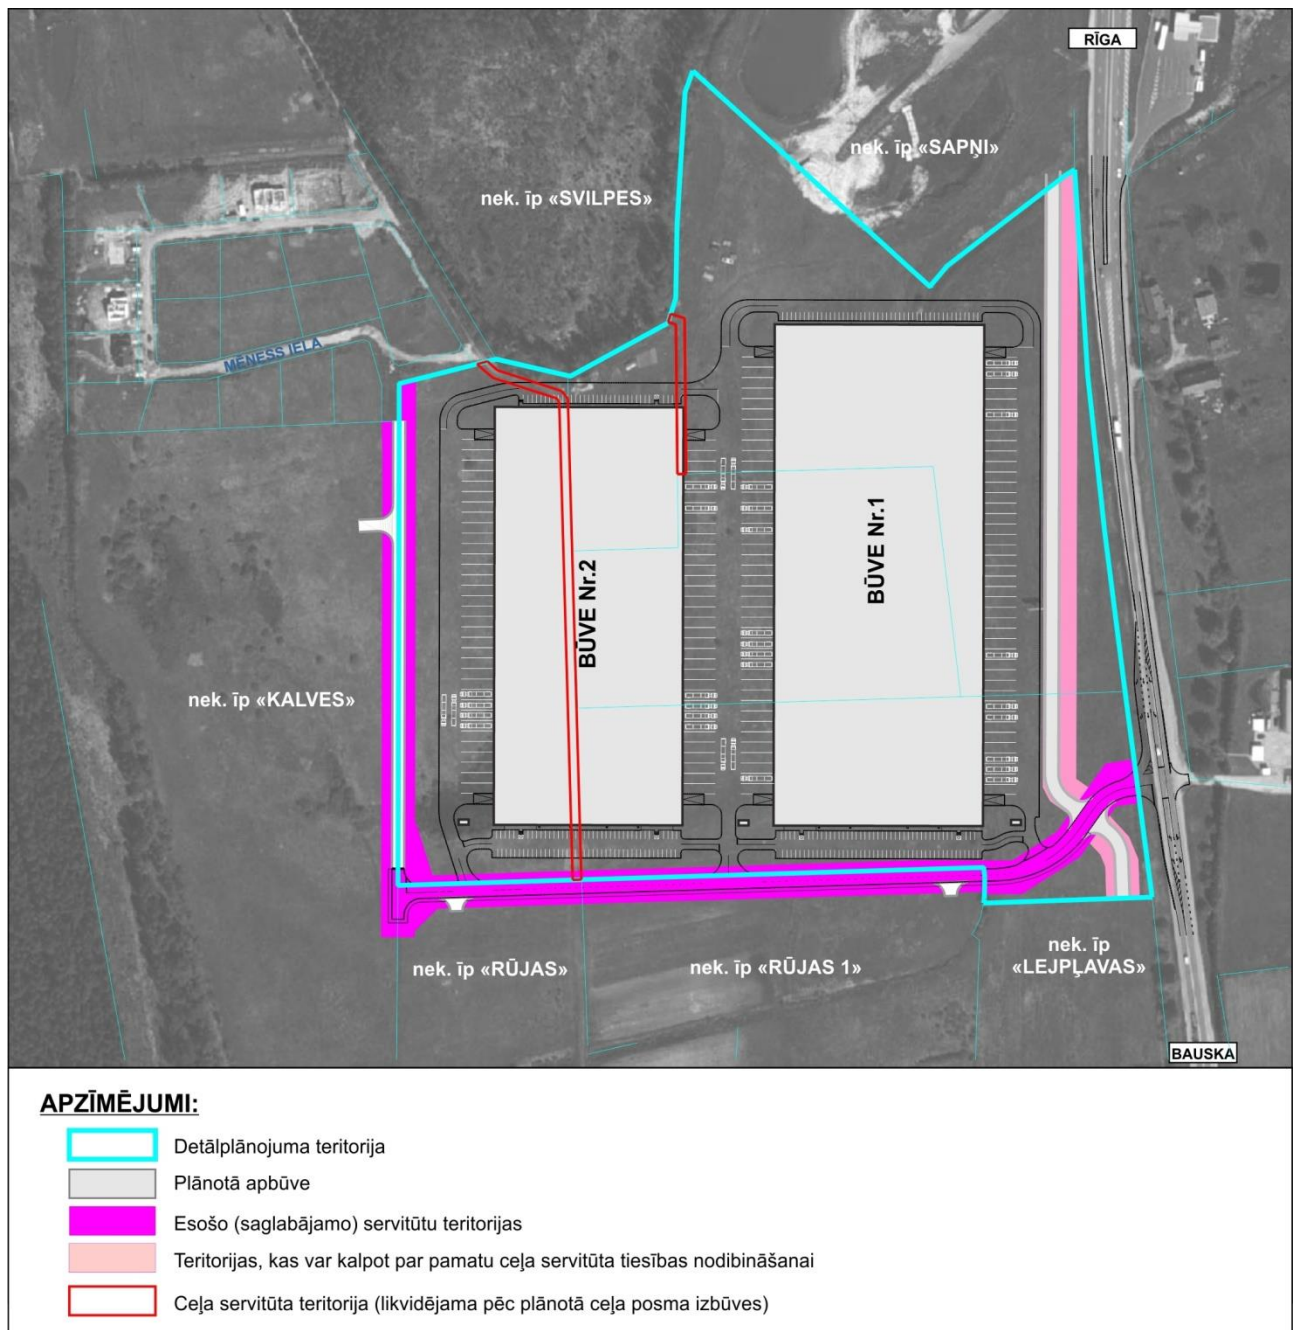 RĪGA
nek. īp «SAPŅI»
nek. īp «SVILPES»
MĒNESS IELA
BŪVE Nr.1
BŪVE Nr.2
nek. īp «KALVES»
nek. īp «RŪJAS»
nek. īp «RŪJAS 1»
nek. īp
«LEJPĻAVAS»
BAUSKA
APZĪMĒJUMI:
Detālplānojuma teritorija
Plānotā apbūve
Esošo (saglabājamo) servitūtu teritorijas
Teritorijas, kas var kalpot par pamatu ceļa servitūta tiesības nodibināšanai
Ceļa servitūta teritorija (likvidējama pēc plānotā ceļa posma izbūves)